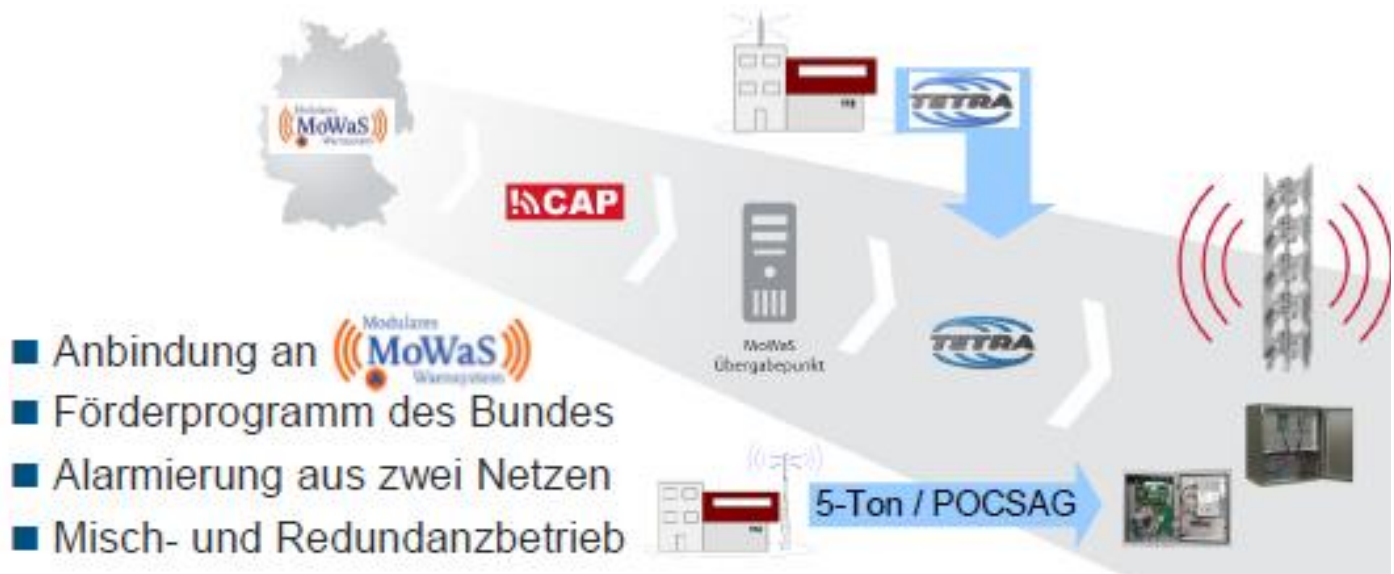 Modulares
MoWaS
Warnsystem
TETRA
CAP
MoWaS
Übergabepunkt
TETRA
Anbindung an
Modulares
MoWaS
Warnsystem
Förderprogramm des Bundes
Alarmierung aus zwei Netzen
Misch- und Redundanzbetrieb
5-Ton / POCSAG